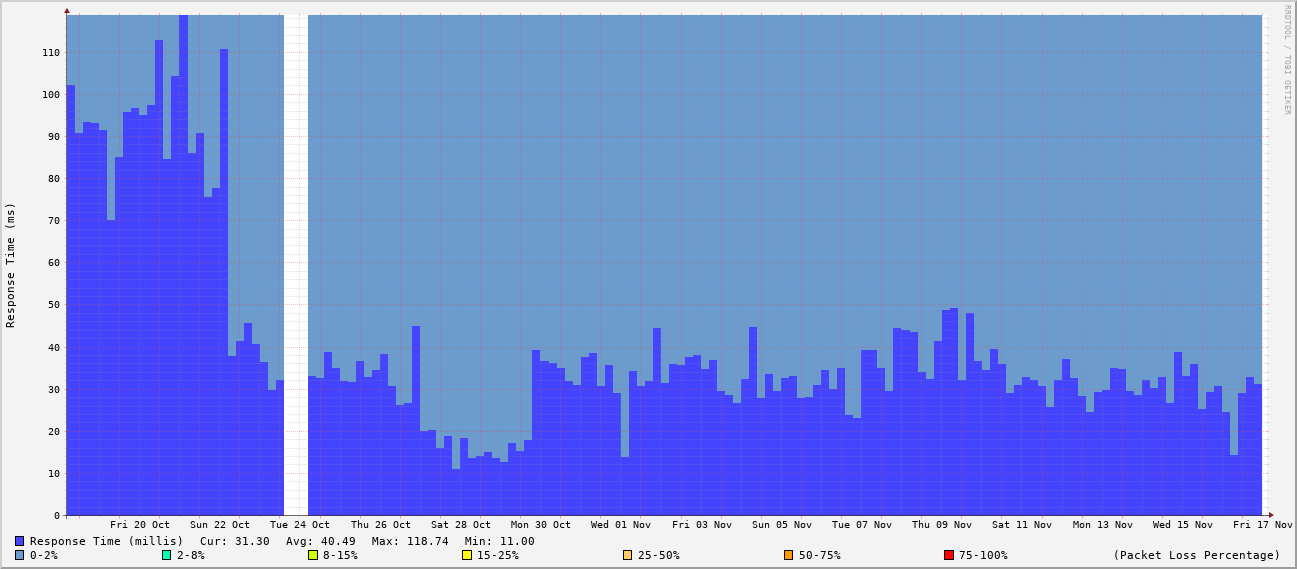 RRDTOOL / TOBI OETIKER
Response Time (ms)
110
100
90
80
70
60
50
40
30
20
10
0
Fri 20 Oct Sun 22 Oct Tue 24 Oct Thu 26 Oct Sat 28 Oct Mon 30 Oct Wed 01 Nov Fri 03 Nov Sun 05 Nov Tue 07 Nov Thu 09 Nov Sat 11 Nov Mon 13 Nov Wed 15 Nov Fri 17 Nov
Response Time (millis) Cur: 31.30 Avg: 40.49 Max: 118.74 Min: 11.00
0-2% 2-8% 8-15% 15-25% 25-50% 50-75% 75-100% (Packet Loss Percentage)